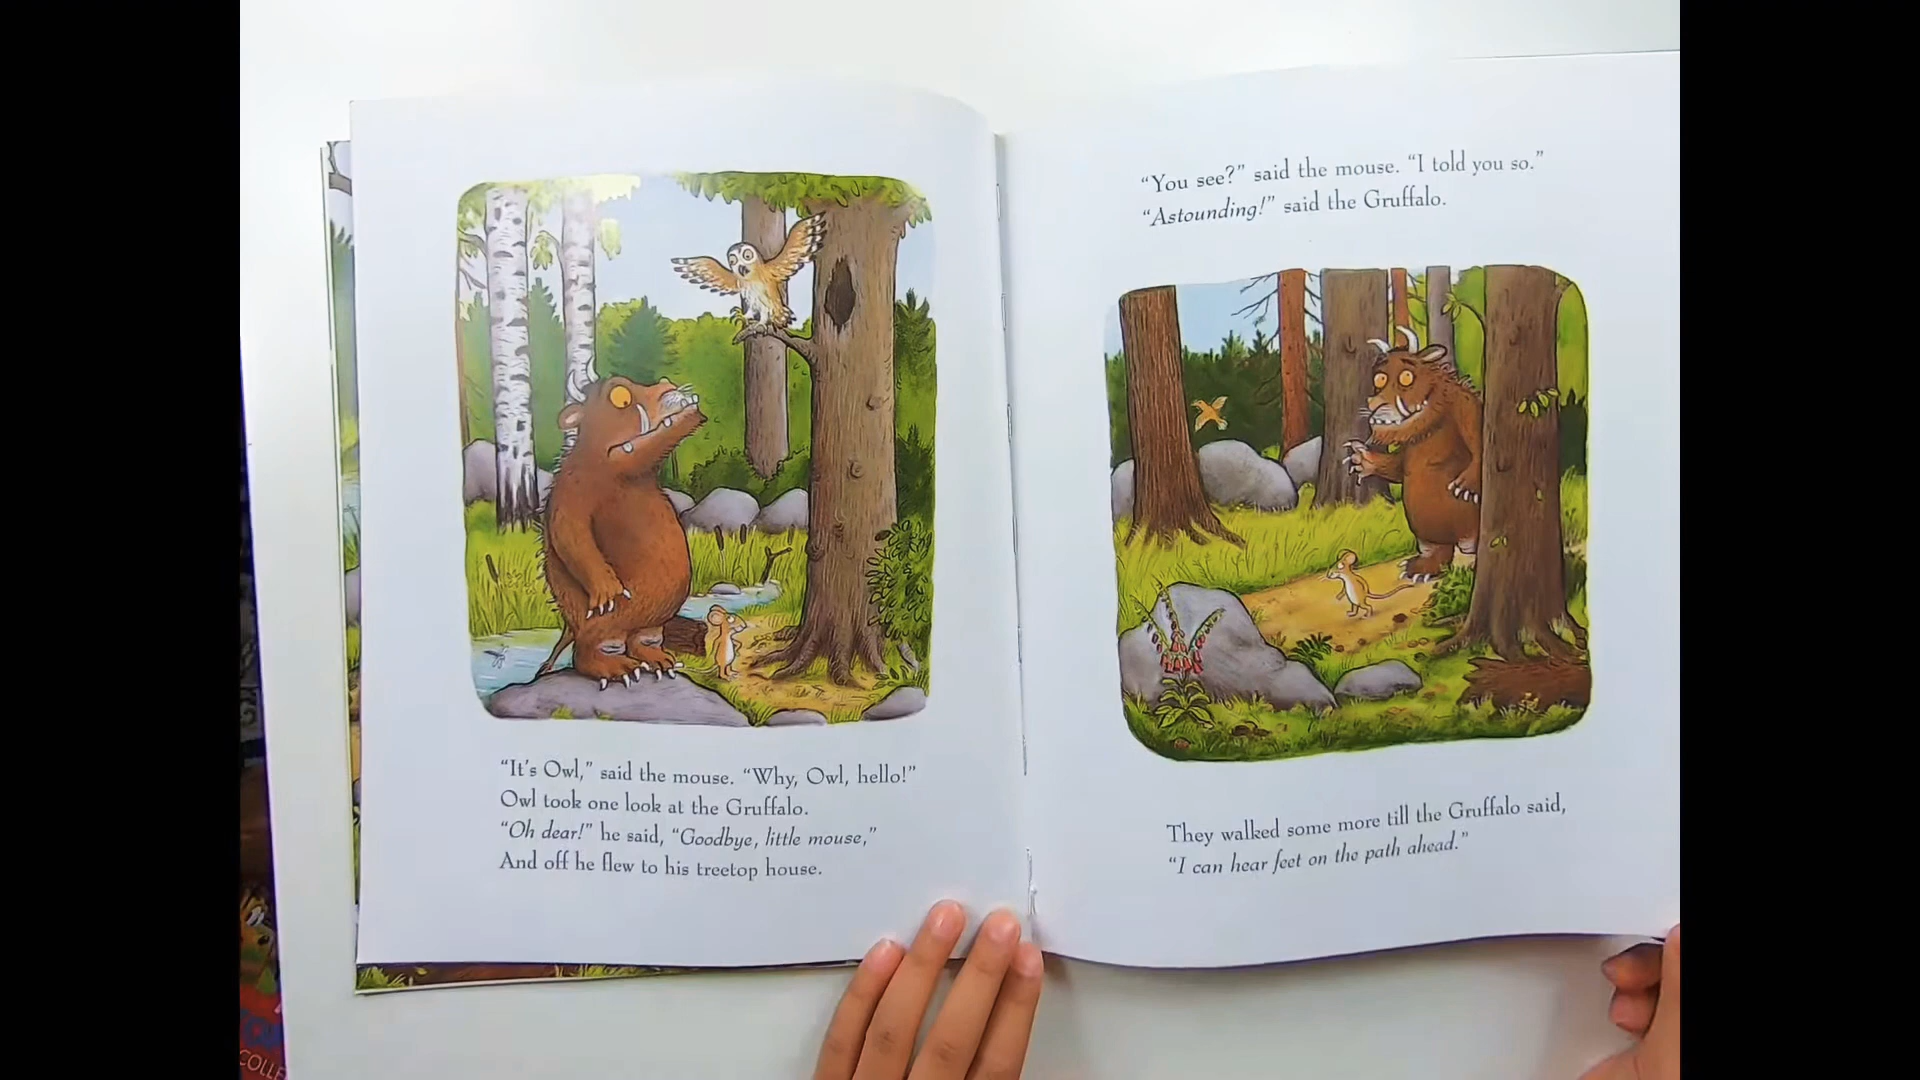 “It’s Owl,” said the mouse. “Why, Owl, hello!”
Owl took one look at the Gruffalo.
“Oh dear!” he said, “Goodbye, little mouse,”
And off he flew to his treetop house.
“You see?” said the mouse. “I told you so.”
“Astounding!” said the Gruffalo.
They walked some more till the Gruffalo said,
“I can hear feet on the path ahead.”